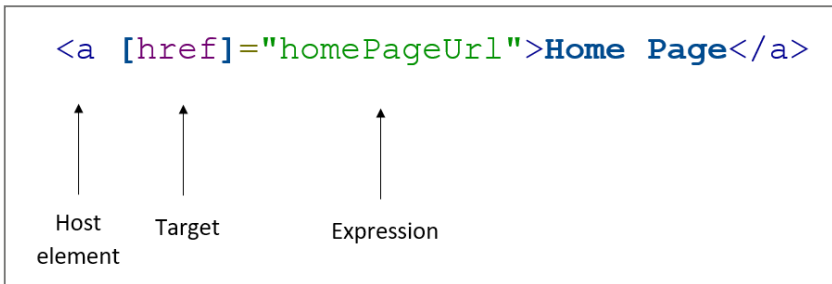 <a [href]="homePageUrl">Home Page</a>
Host
element
Target
Expression